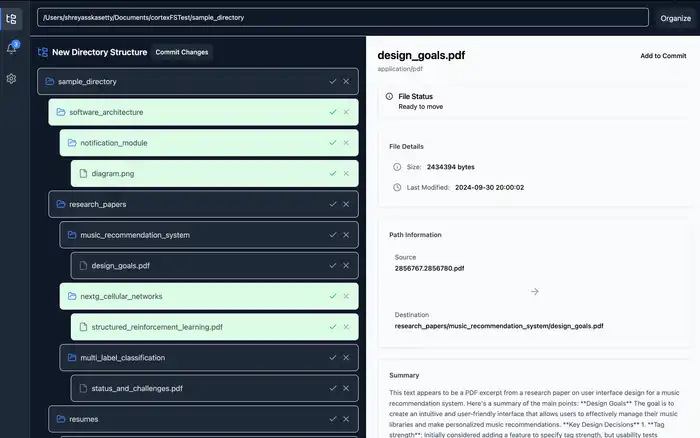 /Users/shreyasskasetty/Documents/cortexFSTest/sample_directory
Organize
3
New Directory Structure
Commit Changes
sample_directory
software_architecture
notification_module
diagram.png
research_papers
music_recommendation_system
design_goals.pdf
nextg_cellular_networks
structured_reinforcement_learning.pdf
multi_label_classification
status_and_challenges.pdf
resumes
design_goals.pdf
Add to Commit
application/pdf
File Status
Ready to move
File Details
Size: 2434394 bytes
Last Modified: 2024-09-30 20:00:02
Path Information
Source
2856767.2856780.pdf
Destination
research_papers/music_recommendation_system/design_goals.pdf
Summary
This text appears to be a PDF excerpt from a research paper on user interface design for a music
recommendation system. Here's a summary of the main points: **Design Goals** The goal is to
create an intuitive and user-friendly interface that allows users to effectively manage their music
libraries and make personalized music recommendations. **Key Design Decisions** 1. **Tag
strength**: Initially considered adding a feature to specify tag strength, but usability tests